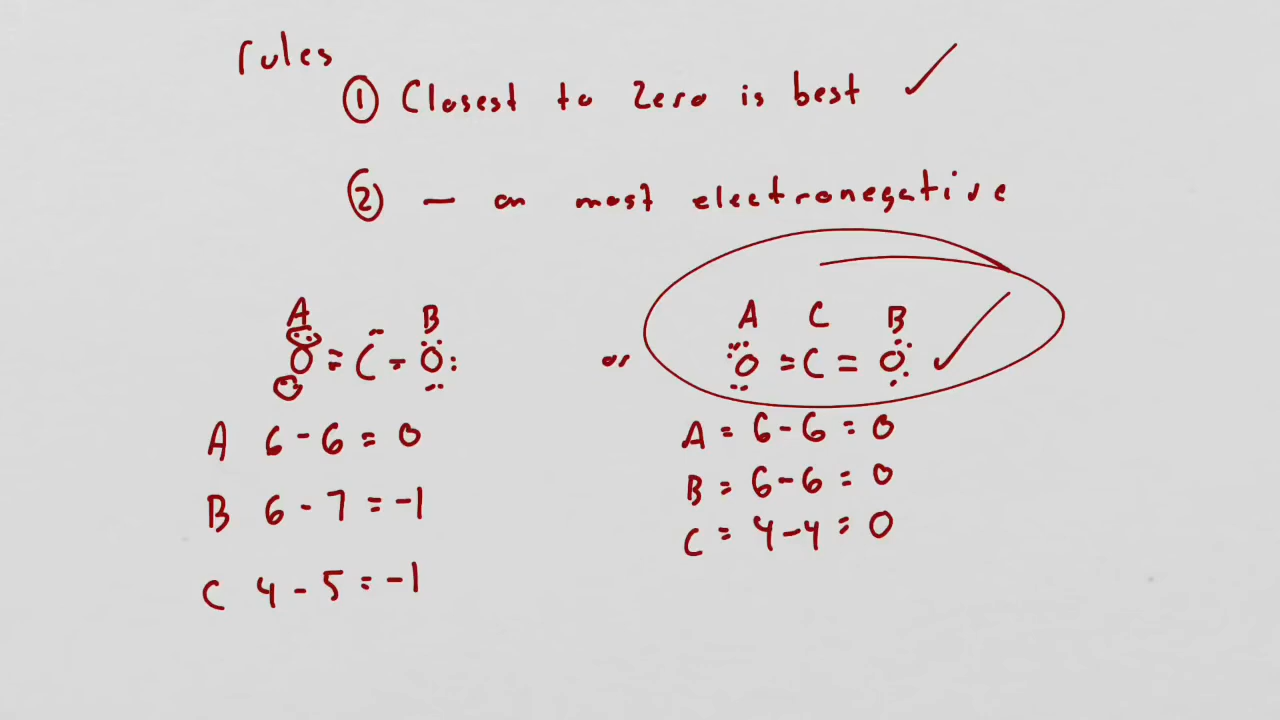 rules
① Closest to Zero is best ✓
② — on most electronegative
A B
O = C - O :
or
A C B
: O = C = O : ✓
A 6 - 6 = 0
B 6 - 7 = -1
C 4 - 5 = -1
A = 6 - 6 = 0
B = 6 - 6 = 0
C = 4 - 4 = 0